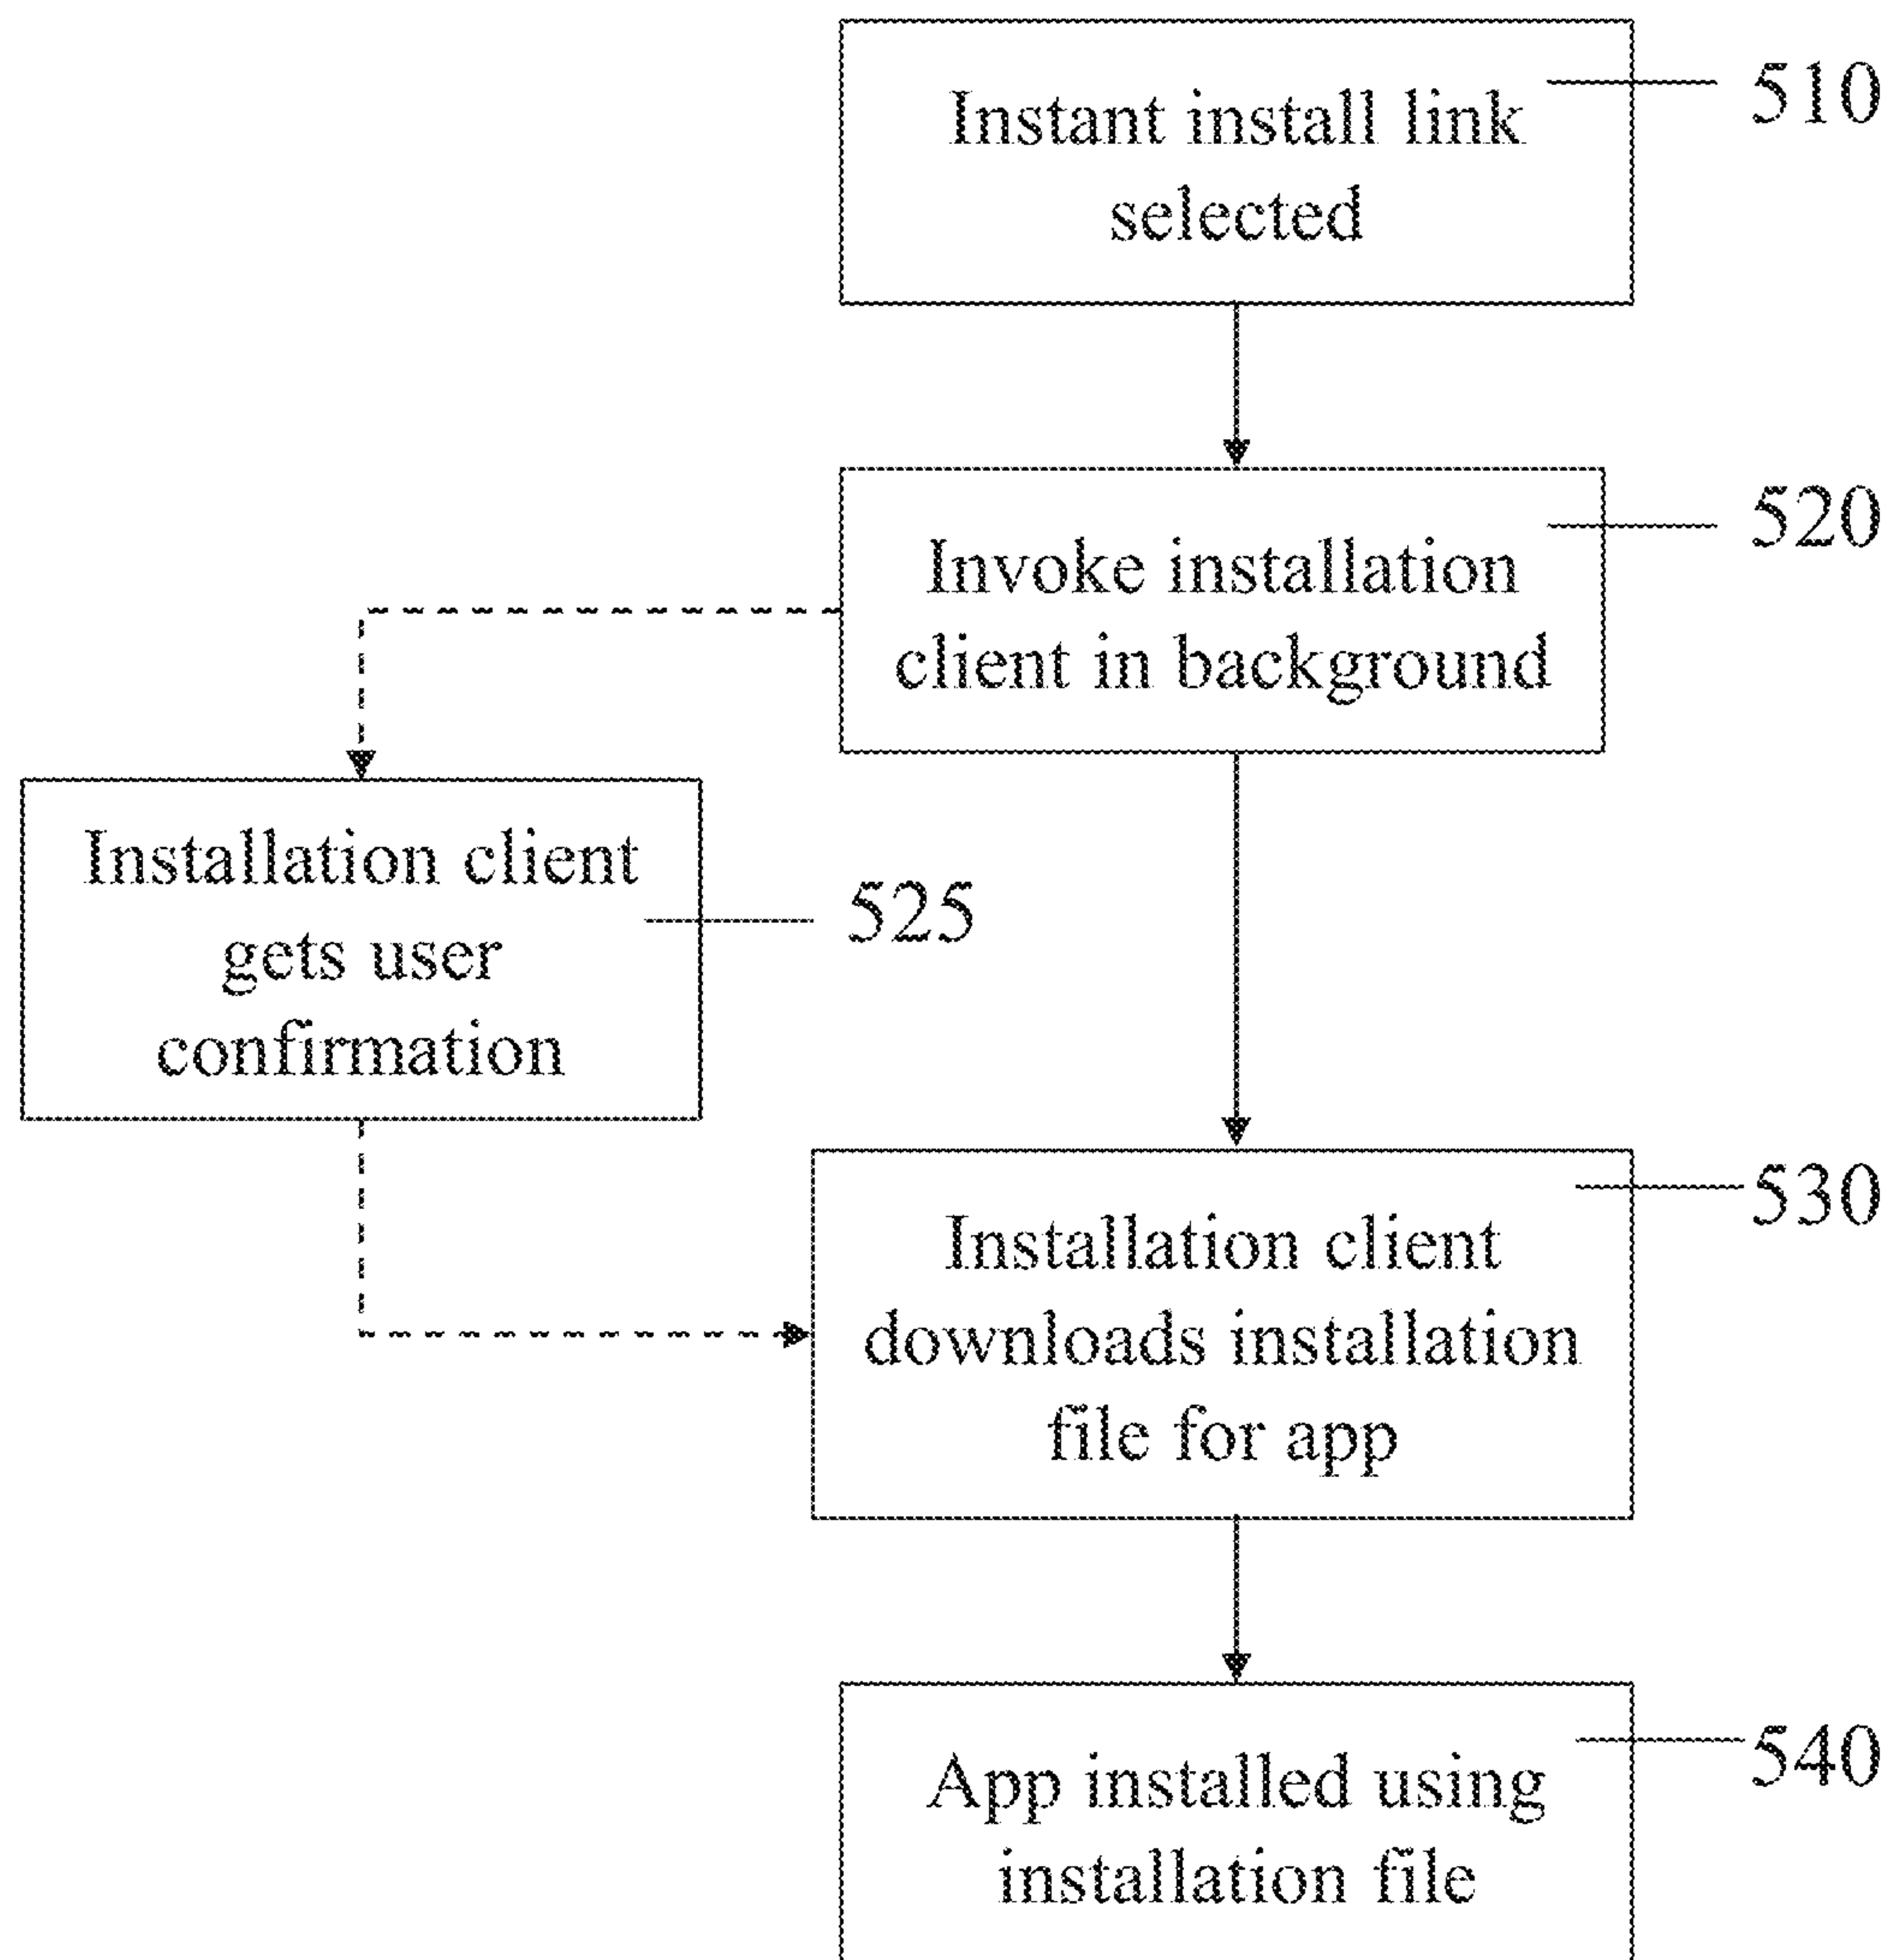 Instant install link
selected
510
Invoke installation
client in background
520
Installation client
gets user
confirmation
525
Installation client
downloads installation
file for app
530
App installed using
installation file
540